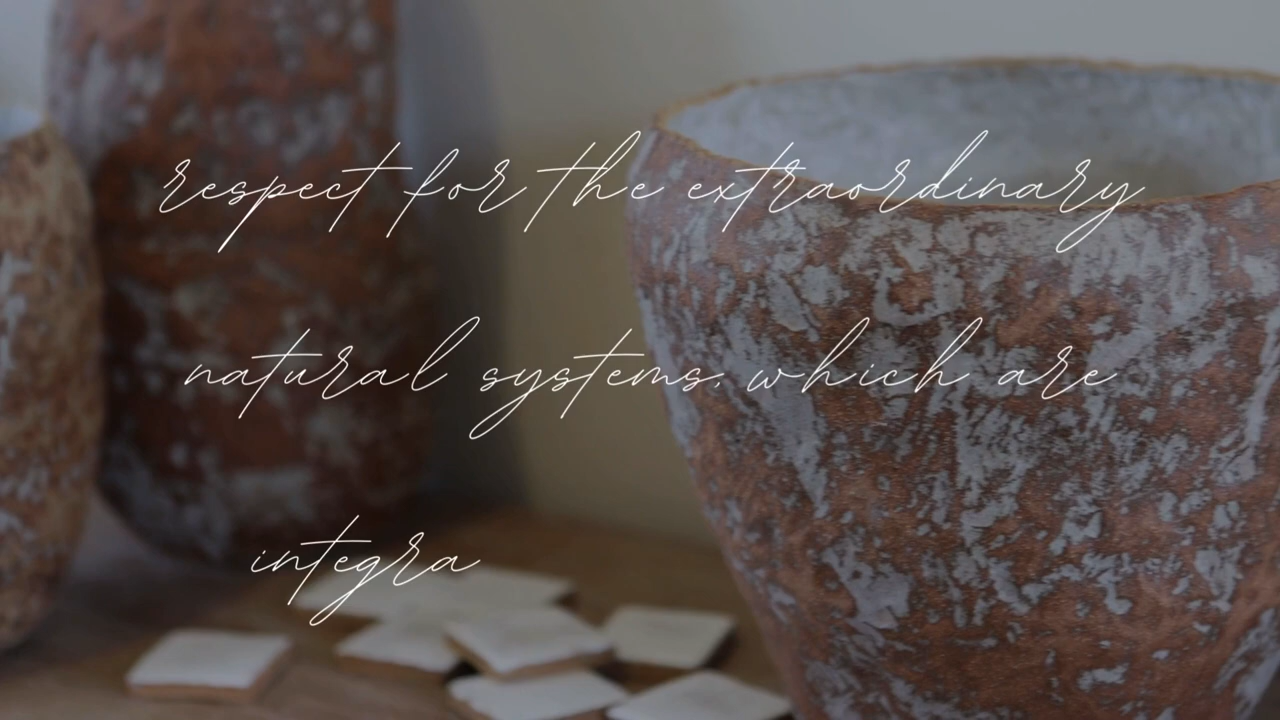 respect for the extraordinary
natural systems, which are
integra